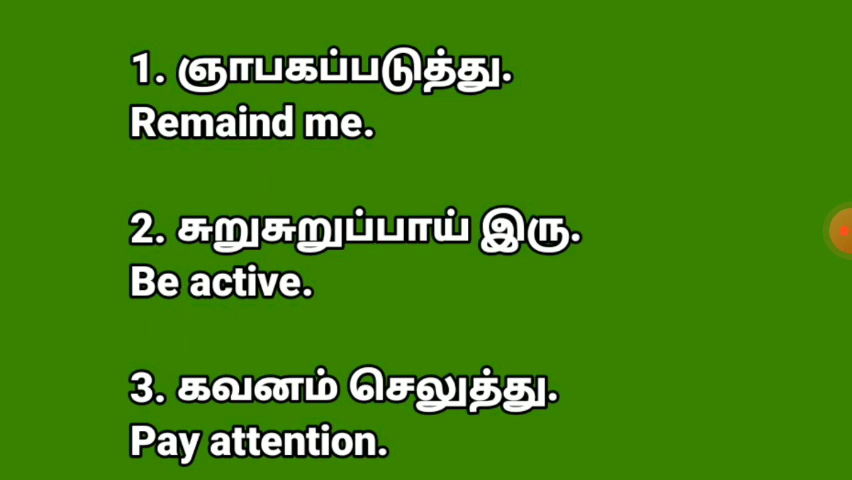 1. ஞாபகப்படுத்து.
Remaind me.
2. சுறுசுறுப்பாய் இரு.
Be active.
3. கவனம் செலுத்து.
Pay attention.